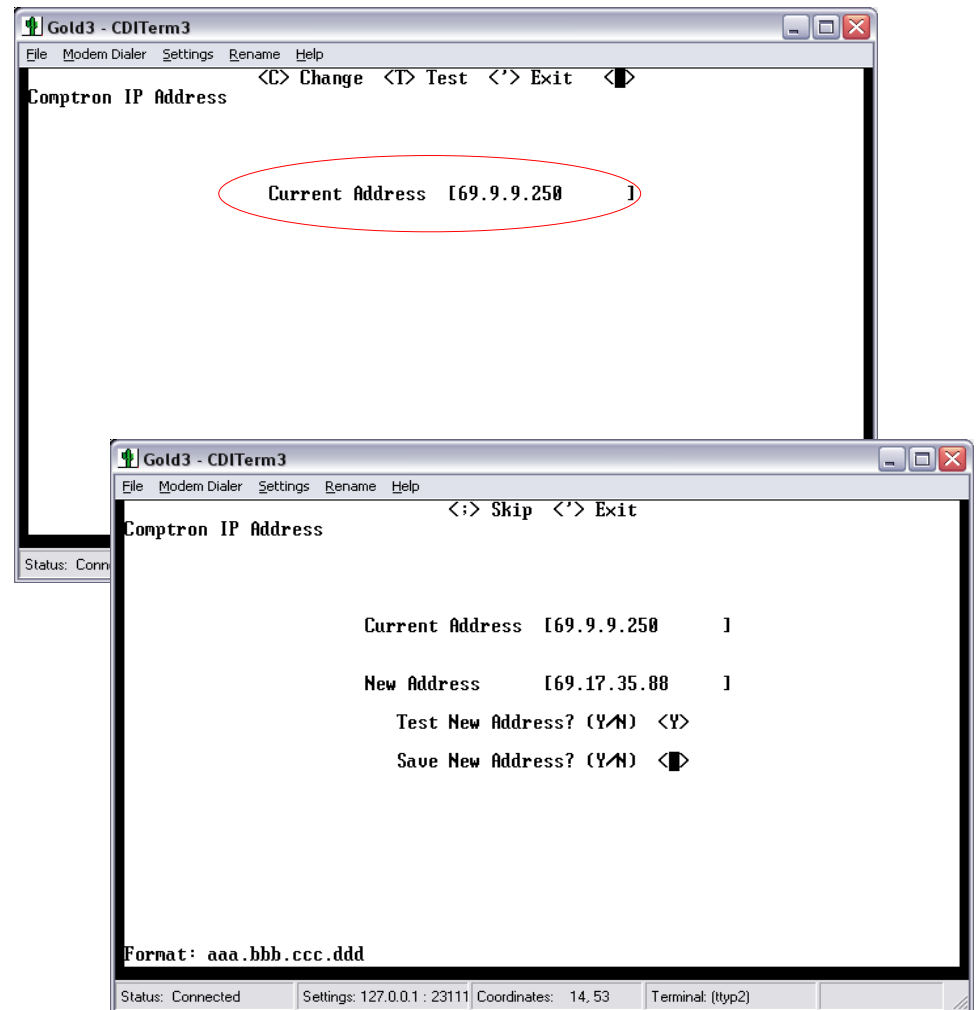 Gold3 - CDITerm3
File Modem Dialer Settings Rename Help
<C> Change <T> Test <'> Exit < >
Comptron IP Address
Current Address [69.9.9.250 ]
Status: Conn
Gold3 - CDITerm3
File Modem Dialer Settings Rename Help
<;> Skip <'> Exit
Comptron IP Address
Current Address [69.9.9.250 ]
New Address [69.17.35.88 ]
Test New Address? (Y/N) <Y>
Save New Address? (Y/N) < >
Format: aaa.bbb.ccc.ddd
Status: Connected Settings: 127.0.0.1 : 23111 Coordinates: 14, 53 Terminal: (ttyp2)